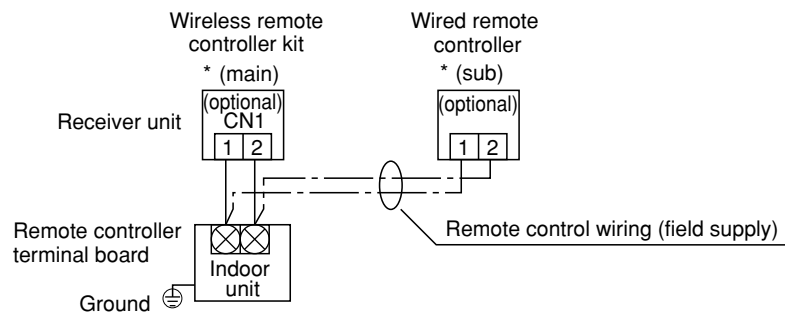 Wireless remote
controller kit
* (main)
Wired remote
controller
* (sub)
Receiver unit
(optional)
CN1
1 2
(optional)
1 2
Remote controller
terminal board
Remote control wiring (field supply)
Indoor
unit
Ground